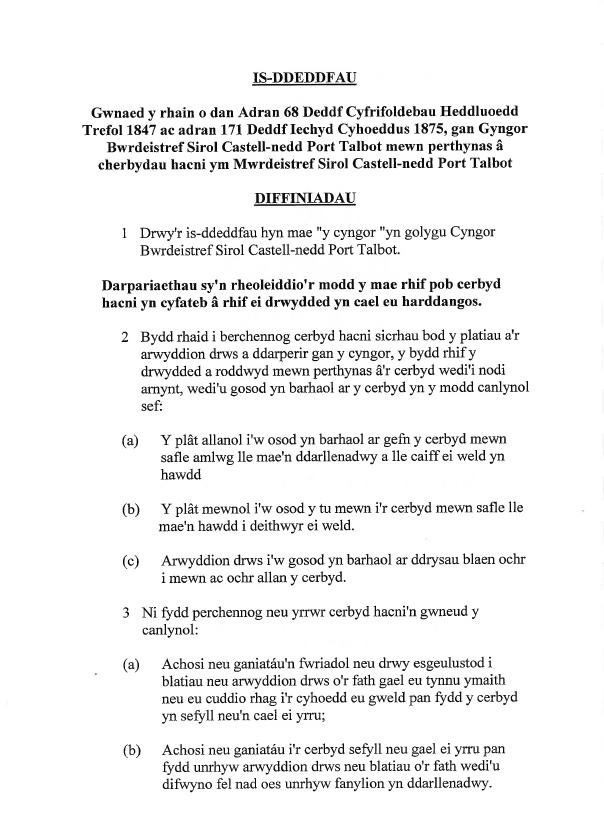 IS-DDEDDFAU
Gwnaed y rhain o dan Adran 68 Deddf Cyfrifoldebau Heddluoedd
Trefol 1847 ac adran 171 Deddf Iechyd Cyhoeddus 1875, gan Gyngor
Bwrdeistref Sirol Castell-nedd Port Talbot mewn perthynas â
cherbydau hacni ym Mwrdeistref Sirol Castell-nedd Port Talbot
DIFFINIADAU
1 Drwy'r is-ddeddfau hyn mae "y cyngor "yn golygu Cyngor
Bwrdeistref Sirol Castell-nedd Port Talbot.
Darpariaethau sy'n rheoleiddio'r modd y mae rhif pob cerbyd
hacni yn cyfateb â rhif ei drwydded yn cael eu harddangos.
2 Bydd rhaid i berchennog cerbyd hacni sicrhau bod y platiau a'r
arwyddion drws a ddarperir gan y cyngor, y bydd rhif y
drwydded a roddwyd mewn perthynas â'r cerbyd wedi'i nodi
arnynt, wedi'u gosod yn barhaol ar y cerbyd yn y modd canlynol
sef:
(a) Y plât allanol i'w osod yn barhaol ar gefn y cerbyd mewn
safle amlwg lle mae'n ddarllenadwy a lle caiff ei weld yn
hawdd
(b) Y plât mewnol i'w osod y tu mewn i'r cerbyd mewn safle lle
mae'n hawdd i deithwyr ei weld.
(c) Arwyddion drws i'w gosod yn barhaol ar ddrysau blaen ochr
i mewn ac ochr allan y cerbyd.
3 Ni fydd perchennog neu yrrwr cerbyd hacni'n gwneud y
canlynol:
(a) Achosi neu ganiatáu'n fwriadol neu drwy esgeulustod i
blatiau neu arwyddion drws o'r fath gael eu tynnu ymaith
neu eu cuddio rhag i'r cyhoedd eu gweld pan fydd y cerbyd
yn sefyll neu'n cael ei yrru;
(b) Achosi neu ganiatáu i'r cerbyd sefyll neu gael ei yrru pan
fydd unrhyw arwyddion drws neu blatiau o'r fath wedi'u
difwyno fel nad oes unrhyw fanylion yn ddarllenadwy.